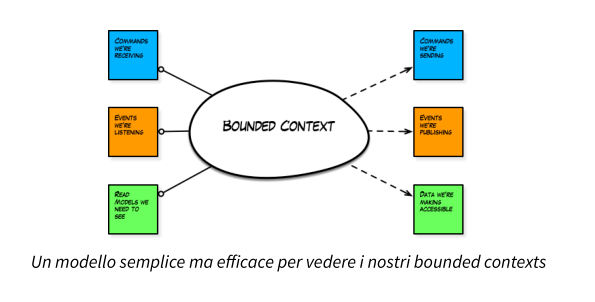 COMMANDS
WE'RE
RECEIVING
EVENTS
WE'RE
LISTENING
READ
MODELS WE
NEED TO
SEE
BOUNDED CONTEXT
COMMANDS
WE'RE
SENDING
EVENTS
WE'RE
PUBLISHING
DATA WE'RE
MAKING
ACCESSIBLE
Un modello semplice ma efficace per vedere i nostri bounded contexts